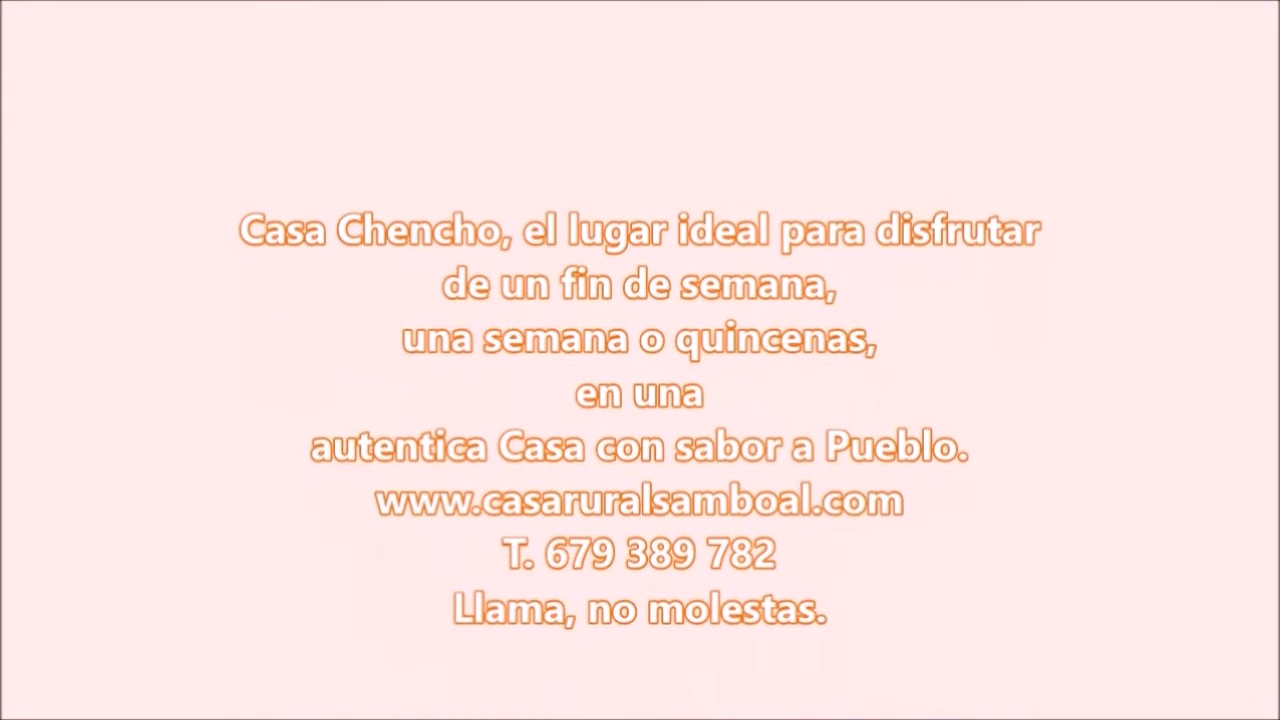 Casa Chencho, el lugar ideal para disfrutar
de un fin de semana,
una semana o quincenas,
en una
autentica Casa con sabor a Pueblo.
www.casaruralsamboal.com
T. 679 389 782
Llama, no molestas.